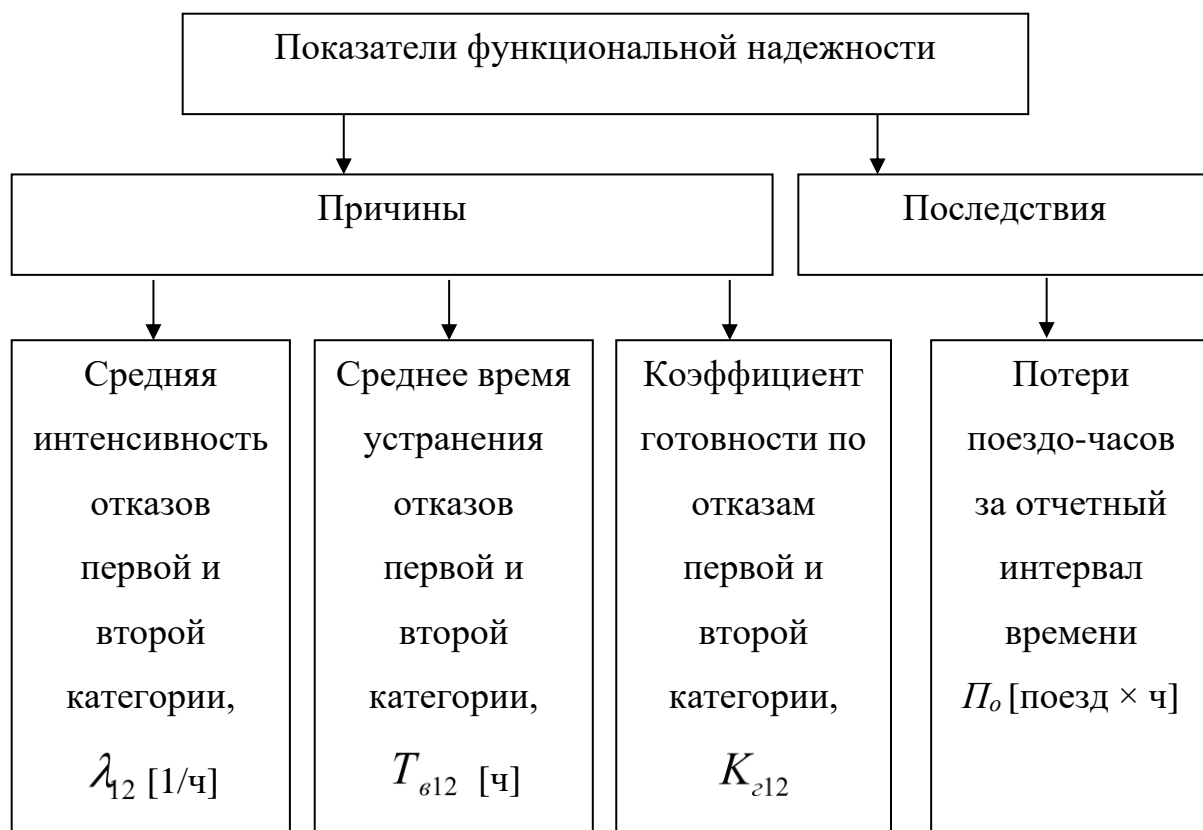 Показатели функциональной надежности
Причины
Последствия
Средняя
интенсивность
отказов
первой и
второй
категории,
λ12 [1/ч]
Среднее время
устранения
отказов
первой и
второй
категории,
Tв12 [ч]
Коэффициент
готовности по
отказам
первой и
второй
категории,
Kг12
Потери
поездо-часов
за отчетный
интервал
времени
По [поезд × ч]